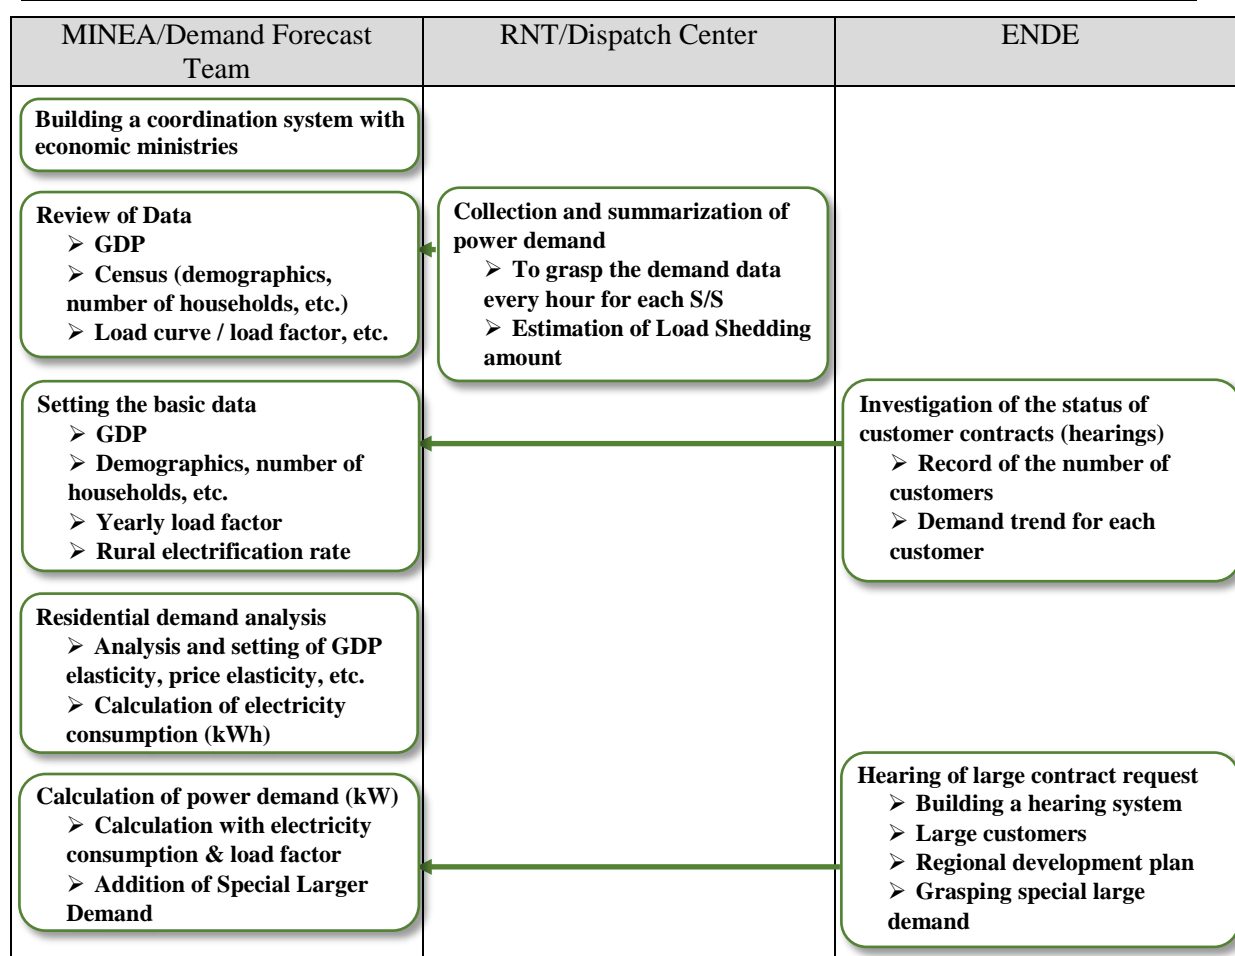 MINEA/Demand Forecast
Team
RNT/Dispatch Center
ENDE
Building a coordination system with
economic ministries
Review of Data
➢ GDP
➢ Census (demographics,
number of households, etc.)
➢ Load curve / load factor, etc.
Collection and summarization of
power demand
➢ To grasp the demand data
every hour for each S/S
➢ Estimation of Load Shedding
amount
Setting the basic data
➢ GDP
➢ Demographics, number of
households, etc.
➢ Yearly load factor
➢ Rural electrification rate
Investigation of the status of
customer contracts (hearings)
➢ Record of the number of
customers
➢ Demand trend for each
customer
Residential demand analysis
➢ Analysis and setting of GDP
elasticity, price elasticity, etc.
➢ Calculation of electricity
consumption (kWh)
Calculation of power demand (kW)
➢ Calculation with electricity
consumption & load factor
➢ Addition of Special Larger
Demand
Hearing of large contract request
➢ Building a hearing system
➢ Large customers
➢ Regional development plan
➢ Grasping special large
demand